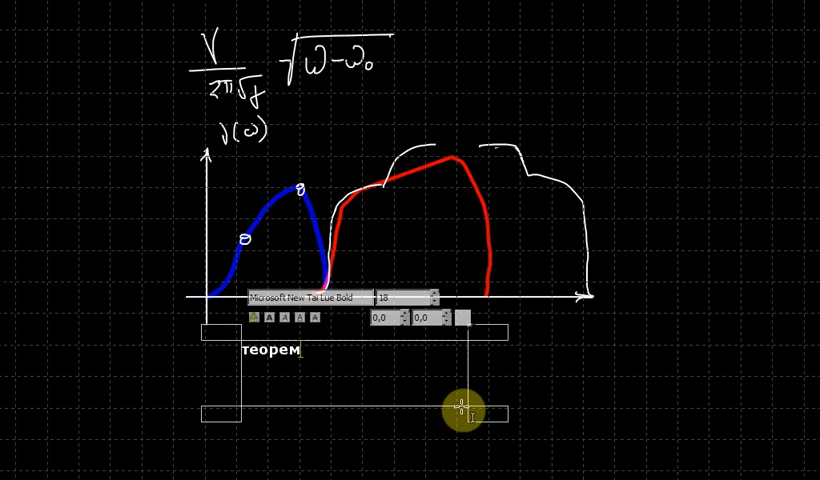 V
2π√γ √ω-ω₀
ν(ω)
Microsoft New Tai Lue Bold 18
A A A A 0,0 0,0
теорем